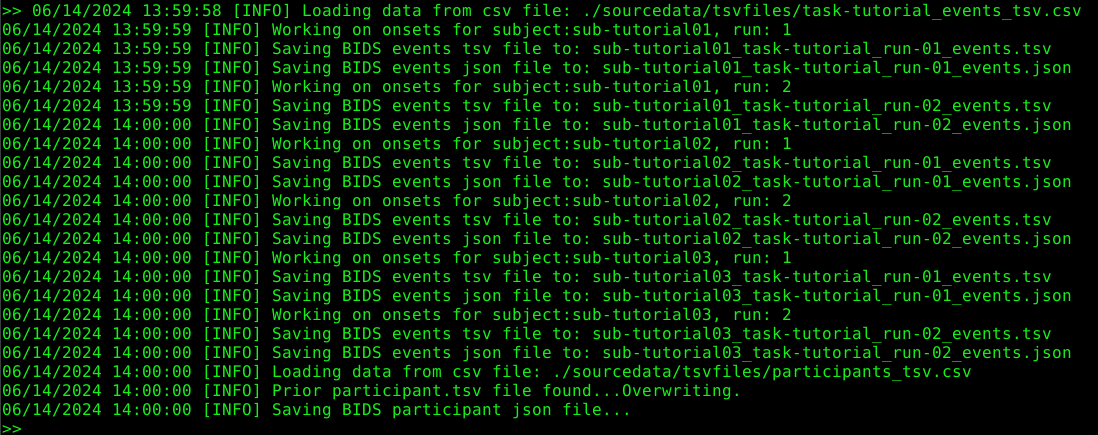 >> 06/14/2024 13:59:58 [INFO] Loading data from csv file: ./sourcedata/tsvfiles/task-tutorial_events_tsv.csv
06/14/2024 13:59:59 [INFO] Working on onsets for subject:sub-tutorial01, run: 1
06/14/2024 13:59:59 [INFO] Saving BIDS events tsv file to: sub-tutorial01_task-tutorial_run-01_events.tsv
06/14/2024 13:59:59 [INFO] Saving BIDS events json file to: sub-tutorial01_task-tutorial_run-01_events.json
06/14/2024 13:59:59 [INFO] Working on onsets for subject:sub-tutorial01, run: 2
06/14/2024 13:59:59 [INFO] Saving BIDS events tsv file to: sub-tutorial01_task-tutorial_run-02_events.tsv
06/14/2024 14:00:00 [INFO] Saving BIDS events json file to: sub-tutorial01_task-tutorial_run-02_events.json
06/14/2024 14:00:00 [INFO] Working on onsets for subject:sub-tutorial02, run: 1
06/14/2024 14:00:00 [INFO] Saving BIDS events tsv file to: sub-tutorial02_task-tutorial_run-01_events.tsv
06/14/2024 14:00:00 [INFO] Saving BIDS events json file to: sub-tutorial02_task-tutorial_run-01_events.json
06/14/2024 14:00:00 [INFO] Working on onsets for subject:sub-tutorial02, run: 2
06/14/2024 14:00:00 [INFO] Saving BIDS events tsv file to: sub-tutorial02_task-tutorial_run-02_events.tsv
06/14/2024 14:00:00 [INFO] Saving BIDS events json file to: sub-tutorial02_task-tutorial_run-02_events.json
06/14/2024 14:00:00 [INFO] Working on onsets for subject:sub-tutorial03, run: 1
06/14/2024 14:00:00 [INFO] Saving BIDS events tsv file to: sub-tutorial03_task-tutorial_run-01_events.tsv
06/14/2024 14:00:00 [INFO] Saving BIDS events json file to: sub-tutorial03_task-tutorial_run-01_events.json
06/14/2024 14:00:00 [INFO] Working on onsets for subject:sub-tutorial03, run: 2
06/14/2024 14:00:00 [INFO] Saving BIDS events tsv file to: sub-tutorial03_task-tutorial_run-02_events.tsv
06/14/2024 14:00:00 [INFO] Saving BIDS events json file to: sub-tutorial03_task-tutorial_run-02_events.json
06/14/2024 14:00:00 [INFO] Loading data from csv file: ./sourcedata/tsvfiles/participants_tsv.csv
06/14/2024 14:00:00 [INFO] Prior participant.tsv file found...Overwriting.
06/14/2024 14:00:00 [INFO] Saving BIDS participant json file...
>>